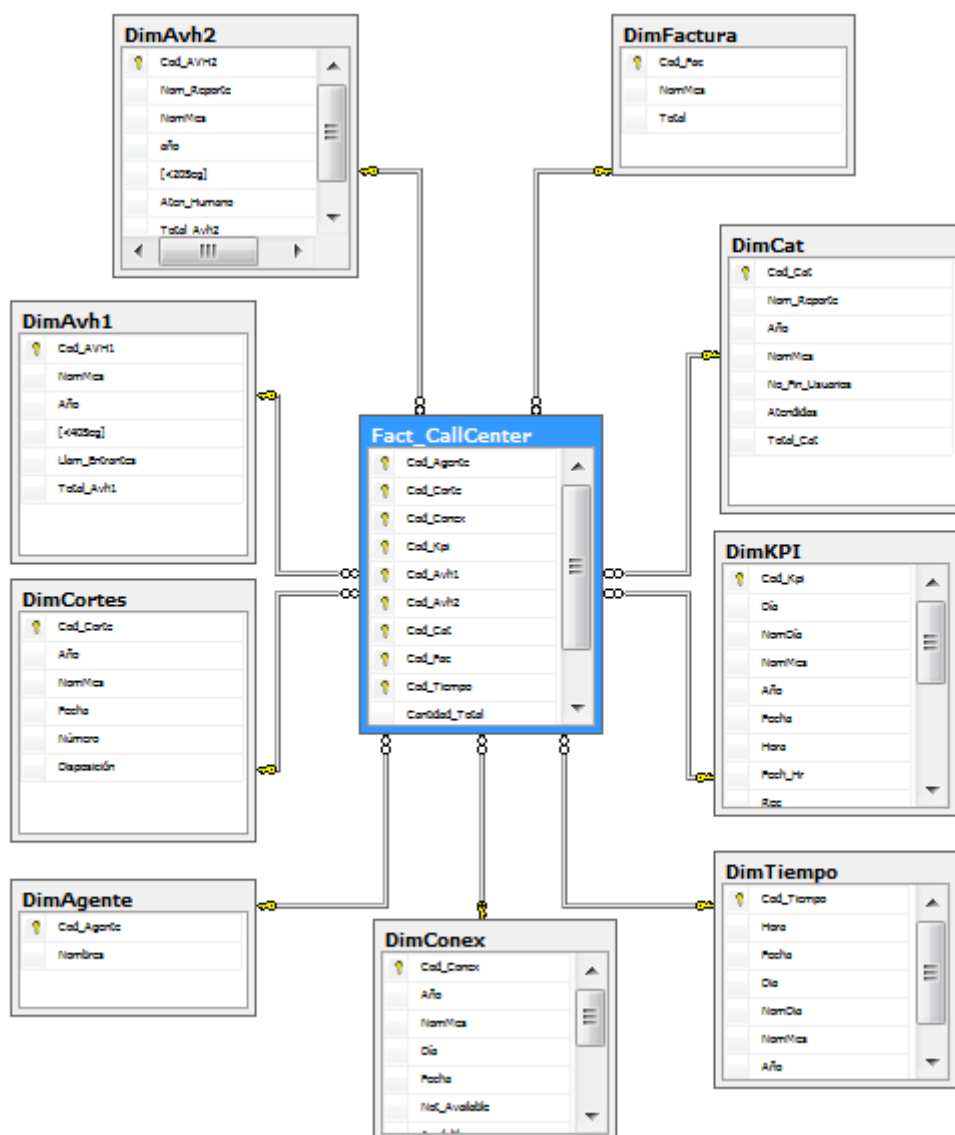 DimAvh2
Cod_AVH2
Nom_Reporte
NomMes
año
[<20Seg]
Aten_Humano
Total_Avh2
DimFactura
Cod_Fac
NomMes
Total
DimCat
Cod_Cat
Nom_Reporte
Año
NomMes
No_Fin_Usuarios
Atendidas
Total_Cat
DimAvh1
Cod_AVH1
NomMes
Año
[<40Seg]
Llam_Entrantes
Total_Avh1
Fact_CallCenter
Cod_Agente
Cod_Corte
Cod_Conex
Cod_Kpi
Cod_Avh1
Cod_Avh2
Cod_Cat
Cod_Fac
Cod_Tiempo
Cantidad_Total
DimKPI
Cod_Kpi
Día
NomDía
NomMes
Año
Fecha
Hora
Fech_Hr
DimCortes
Cod_Corte
Año
NomMes
Fecha
Número
Disposición
DimAgente
Cod_Agente
Nombres
DimConex
Cod_Conex
Año
NomMes
Día
Fecha
Not_Available
DimTiempo
Cod_Tiempo
Hora
Fecha
Dia
NomDia
NomMes
Año